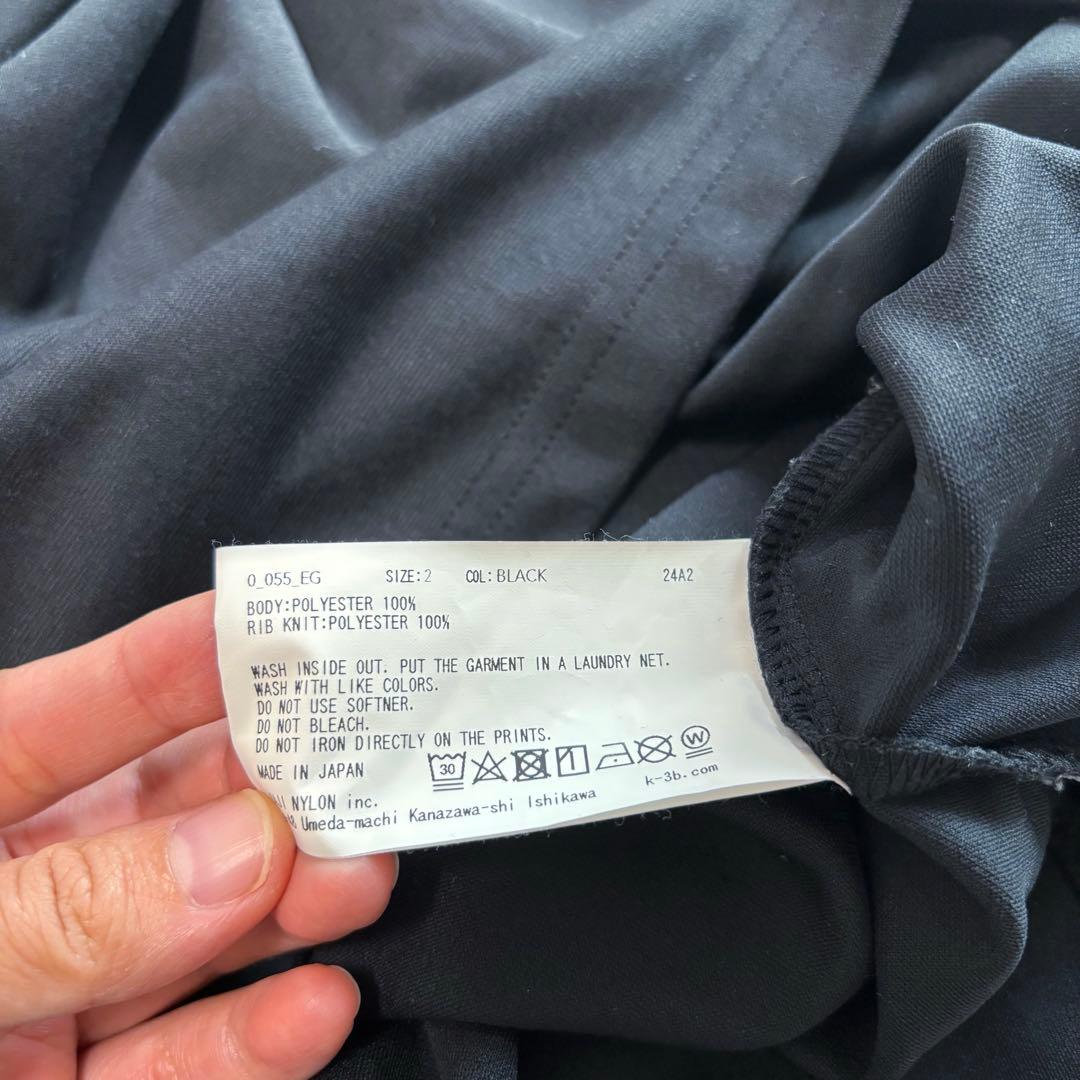 0_055_EG SIZE:2 COL:BLACK 24A2
BODY:POLYESTER 100%
RIB KNIT:POLYESTER 100%
WASH INSIDE OUT. PUT THE GARMENT IN A LAUNDRY NET.
WASH WITH LIKE COLORS.
DO NOT USE SOFTNER.
DO NOT BLEACH.
DO NOT IRON DIRECTLY ON THE PRINTS.
MADE IN JAPAN
30
W
k-3b.com
NYLON inc.
Umeda-machi Kanazawa-shi Ishikawa